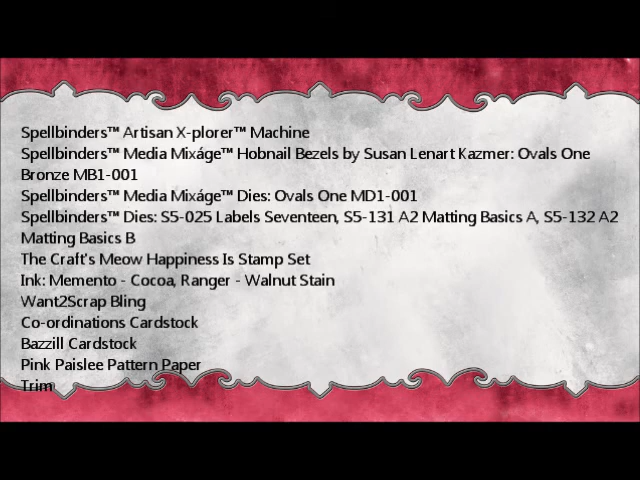 Spellbinders™ Artisan X-plorer™ Machine
Spellbinders™ Media Mixáge™ Hobnail Bezels by Susan Lenart Kazmer: Ovals One
Bronze MB1-001
Spellbinders™ Media Mixáge™ Dies: Ovals One MD1-001
Spellbinders™ Dies: S5-025 Labels Seventeen, S5-131 A2 Matting Basics A, S5-132 A2
Matting Basics B
The Craft's Meow Happiness Is Stamp Set
Ink: Memento - Cocoa, Ranger - Walnut Stain
Want2Scrap Bling
Co-ordinations Cardstock
Bazzill Cardstock
Pink Paislee Pattern Paper
Trim